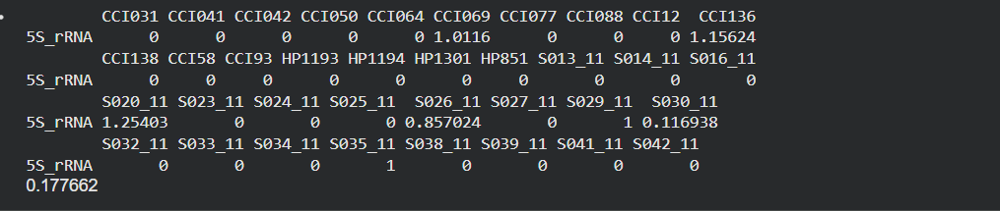 CCI031 CCI041 CCI042 CCI050 CCI064 CCI069 CCI077 CCI088 CCI12 CCI136
5S_rRNA 0 0 0 0 0 1.0116 0 0 0 1.15624
CCI138 CCI58 CCI93 HP1193 HP1194 HP1301 HP851 S013_11 S014_11 S016_11
5S_rRNA 0 0 0 0 0 0 0 0 0 0
S020_11 S023_11 S024_11 S025_11 S026_11 S027_11 S029_11 S030_11
5S_rRNA 1.25403 0 0 0 0.857024 0 1 0.116938
S032_11 S033_11 S034_11 S035_11 S038_11 S039_11 S041_11 S042_11
5S_rRNA 0 0 0 1 0 0 0 0
0.177662